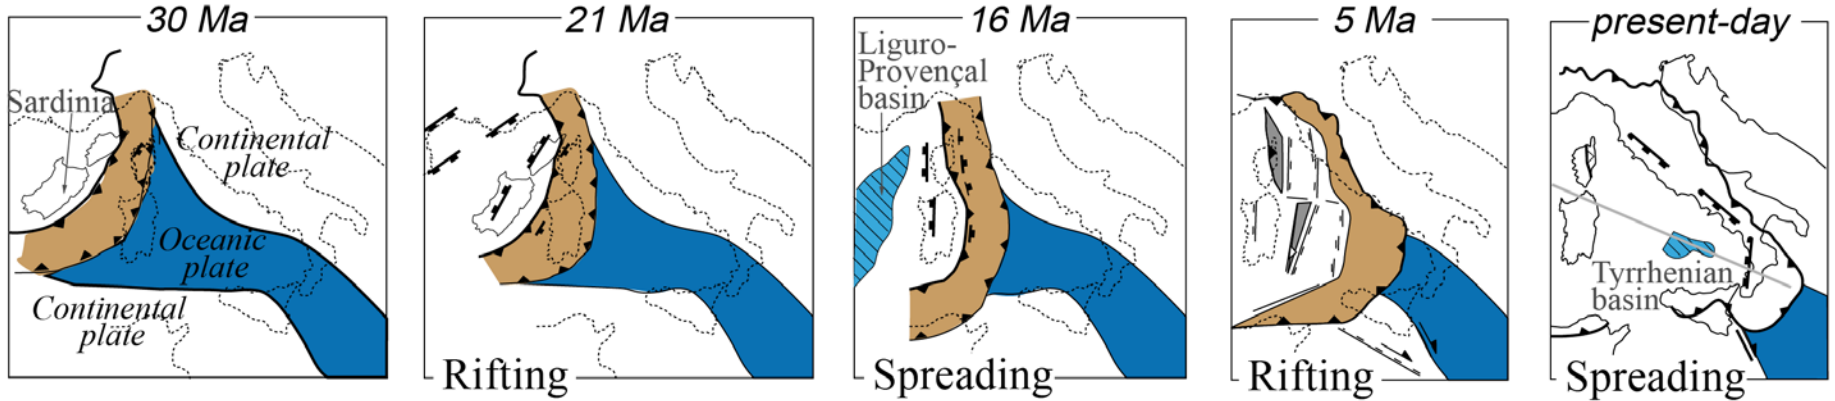 30 Ma
Sardinia
Continental
plate
Oceanic
plate
Continental
plate
21 Ma
Rifting
16 Ma
Liguro-
Provençal
basin
Spreading
5 Ma
Rifting
present-day
Tyrrhenian
basin
Spreading